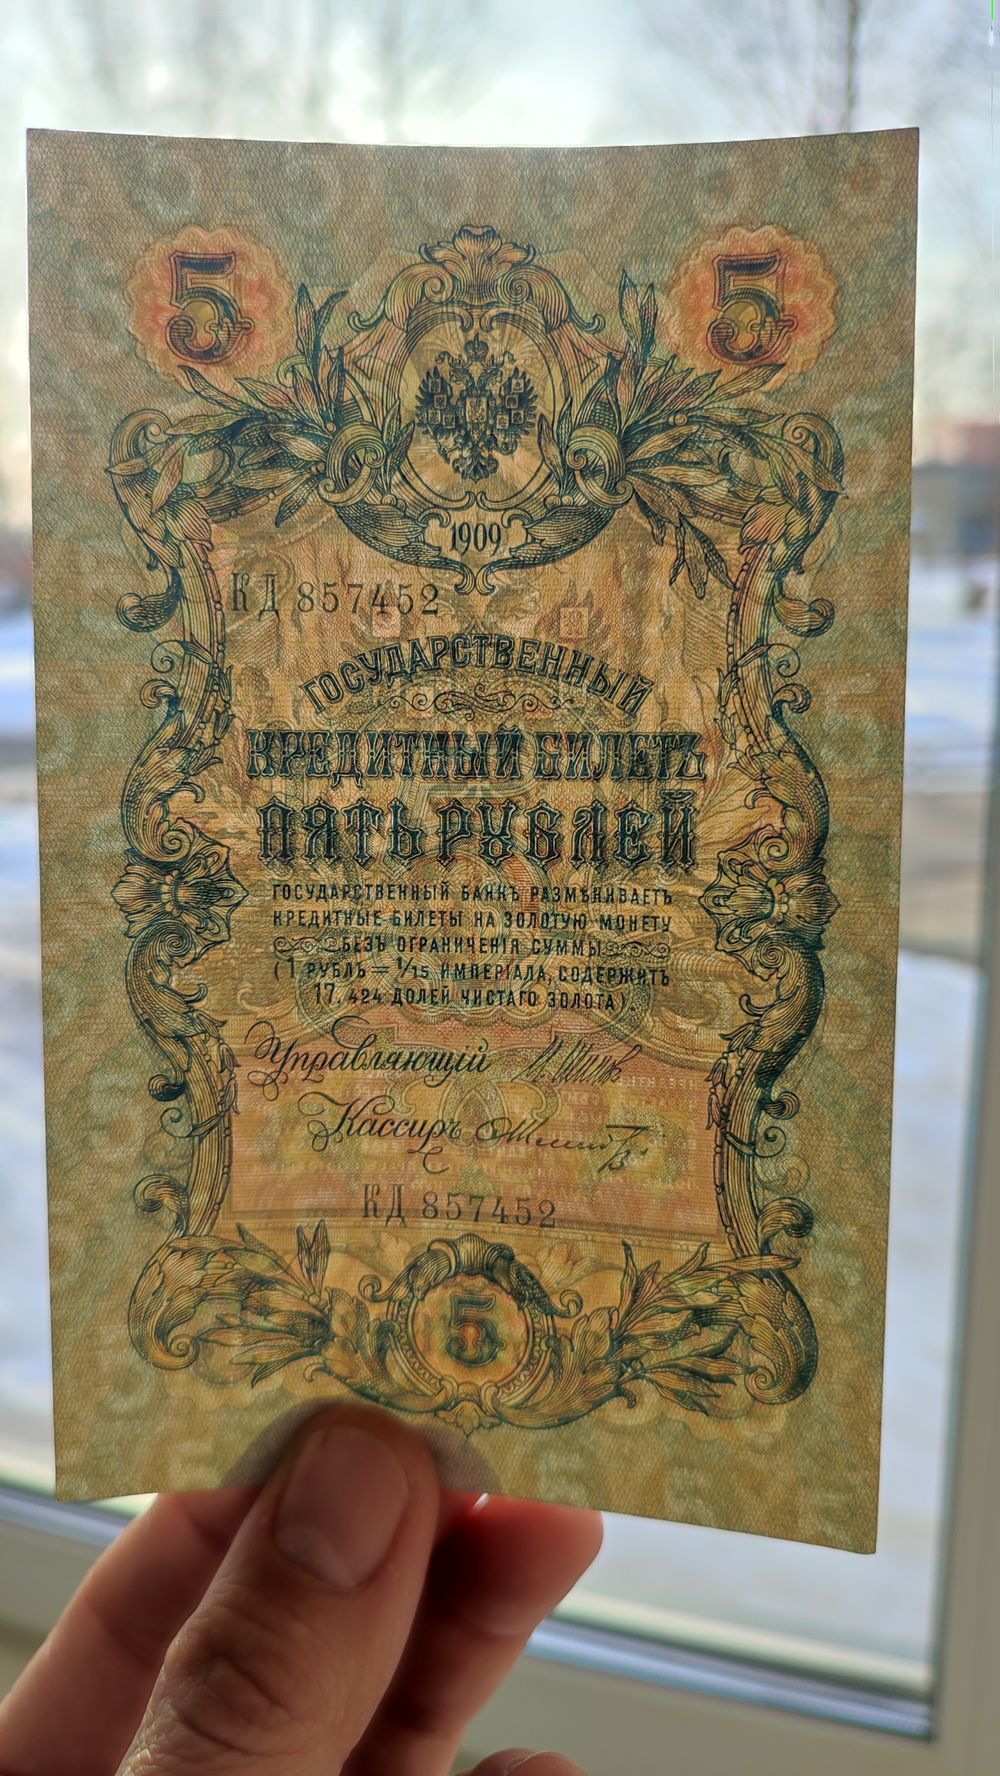 5 5
1909
КД 857452
ГОСУДАРСТВЕННЫЙ
КРЕДИТНЫЙ БИЛЕТЪ
ПЯТЬ РУБЛЕЙ
ГОСУДАРСТВЕННЫЙ БАНКЪ РАЗМѢНИВАЕТЪ
КРЕДИТНЫЕ БИЛЕТЫ НА ЗОЛОТУЮ МОНЕТУ
БЕЗЪ ОГРАНИЧЕНІЯ СУММЫ
(1 РУБЛЬ = 1/15 ИМПЕРІАЛА, СОДЕРЖИТЪ
17,424 ДОЛЕЙ ЧИСТАГО ЗОЛОТА).
Управляющій
Кассиръ
КД 857452
5